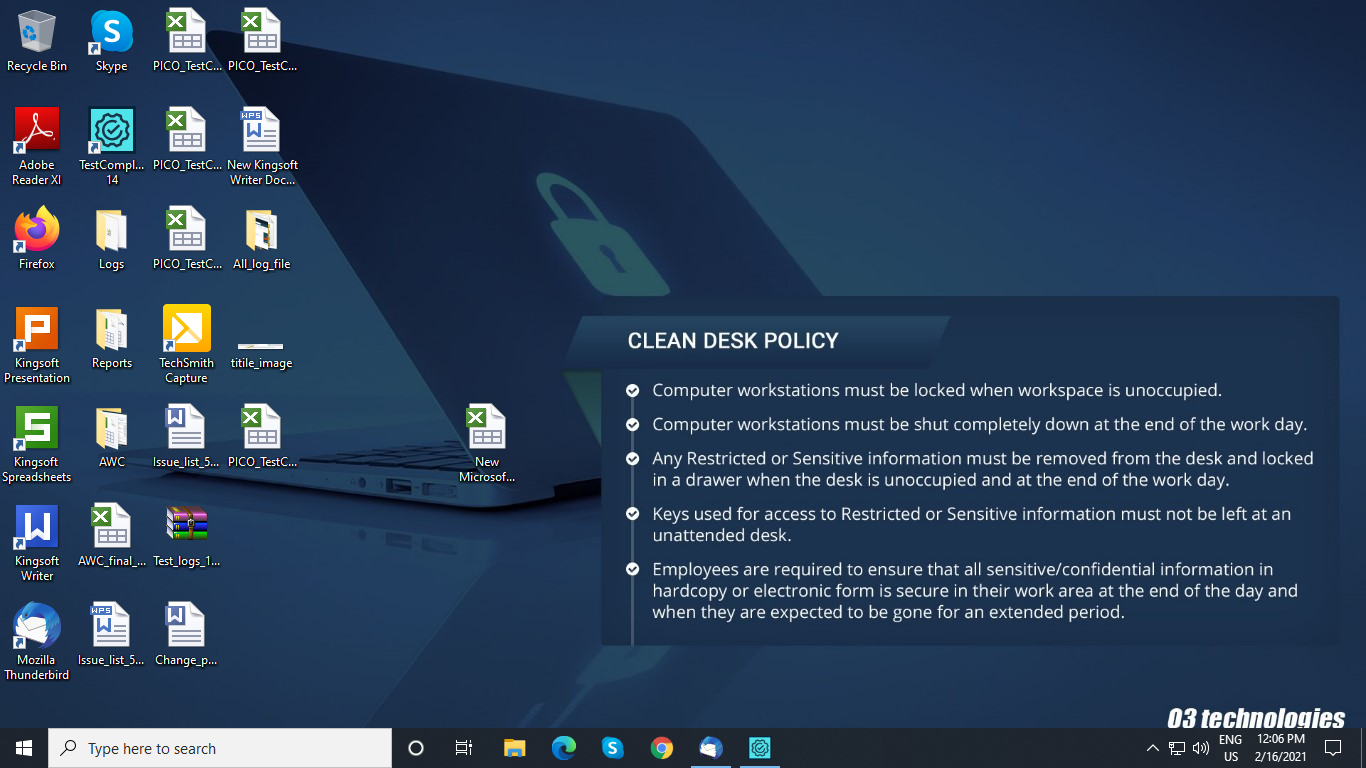 Recycle Bin
Skype
PICO_TestC...
PICO_TestC...
Adobe
Reader XI
TestCompl...
14
PICO_TestC...
New Kingsoft
Writer Doc...
Firefox
Logs
PICO_TestC...
All_log_file
Kingsoft
Presentation
Reports
TechSmith
Capture
titile_image
Kingsoft
Spreadsheets
AWC
Issue_list_5...
PICO_TestC...
New
Microsof...
Kingsoft
Writer
AWC_final_...
Test_logs_1...
Mozilla
Thunderbird
WPS
Issue_list_5...
Change_p...
CLEAN DESK POLICY
Computer workstations must be locked when workspace is unoccupied.
Computer workstations must be shut completely down at the end of the work day.
Any Restricted or Sensitive information must be removed from the desk and locked
in a drawer when the desk is unoccupied and at the end of the work day.
Keys used for access to Restricted or Sensitive information must not be left at an
unattended desk.
Employees are required to ensure that all sensitive/confidential information in
hardcopy or electronic form is secure in their work area at the end of the day and
when they are expected to be gone for an extended period.
03 technologies
Type here to search
ENG
US
12:06 PM
2/16/2021